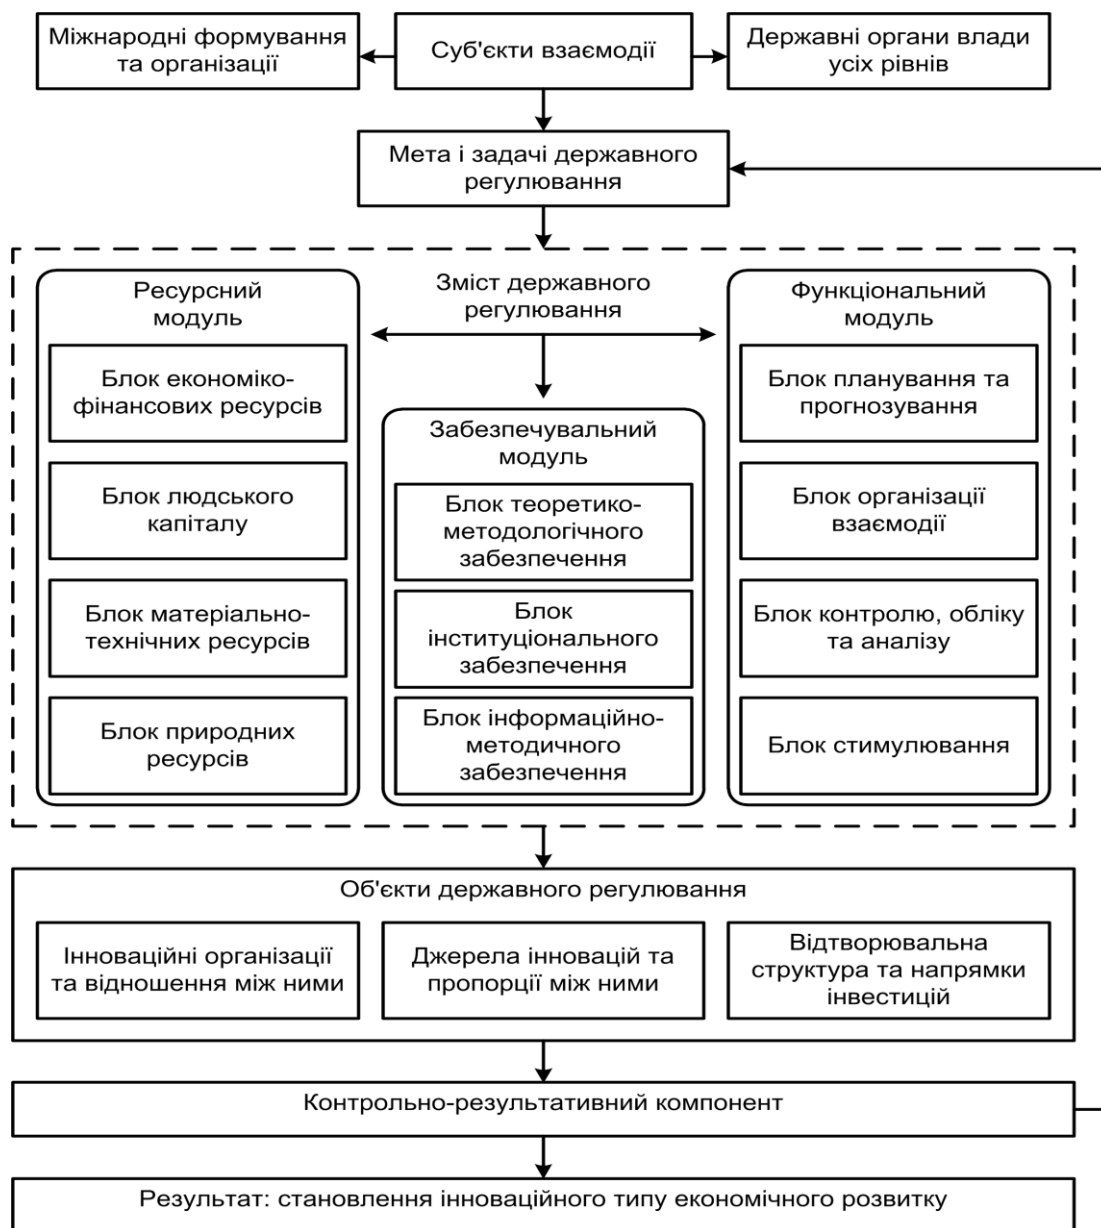 Міжнародні формування
та організації
Суб'єкти взаємодії
Державні органи влади
усіх рівнів
Мета і задачі державного
регулювання
Зміст державного
регулювання
Ресурсний
модуль
Блок економіко-
фінансових ресурсів
Блок людського
капіталу
Блок матеріально-
технічних ресурсів
Блок природних
ресурсів
Забезпечувальний
модуль
Блок теоретико-
методологічного
забезпечення
Блок
інституціонального
забезпечення
Блок інформаційно-
методичного
забезпечення
Функціональний
модуль
Блок планування та
прогнозування
Блок організації
взаємодії
Блок контролю, обліку
та аналізу
Блок стимулювання
Об'єкти державного регулювання
Інноваційні організації
та відношення між ними
Джерела інновацій та
пропорції між ними
Відтворювальна
структура та напрямки
інвестицій
Контрольно-результативний компонент
Результат: становлення інноваційного типу економічного розвитку